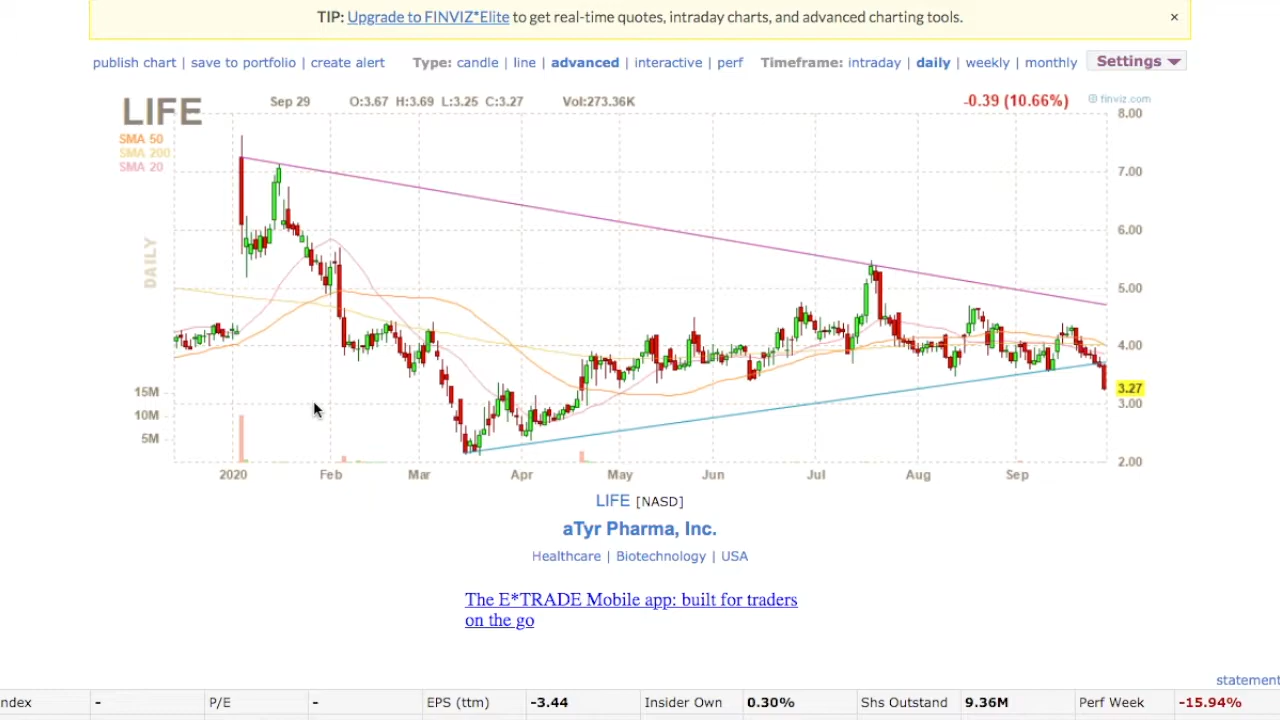 TIP: Upgrade to FINVIZ*Elite to get real-time quotes, intraday charts, and advanced charting tools. ×
publish chart | save to portfolio | create alert Type: candle | line | advanced | interactive | perf Timeframe: intraday | daily | weekly | monthly Settings
LIFE Sep 29 O:3.67 H:3.69 L:3.25 C:3.27 Vol:273.36K -0.39 (10.66%) © finviz.com
8.00
SMA 50
SMA 200
SMA 20
7.00
6.00
DAILY
5.00
4.00
3.27
15M
3.00
10M
5M
2.00
2020 Feb Mar Apr May Jun Jul Aug Sep
LIFE [NASD]
aTyr Pharma, Inc.
Healthcare | Biotechnology | USA
The E*TRADE Mobile app: built for traders
on the go
statement
ndex - P/E - EPS (ttm) -3.44 Insider Own 0.30% Shs Outstand 9.36M Perf Week -15.94%